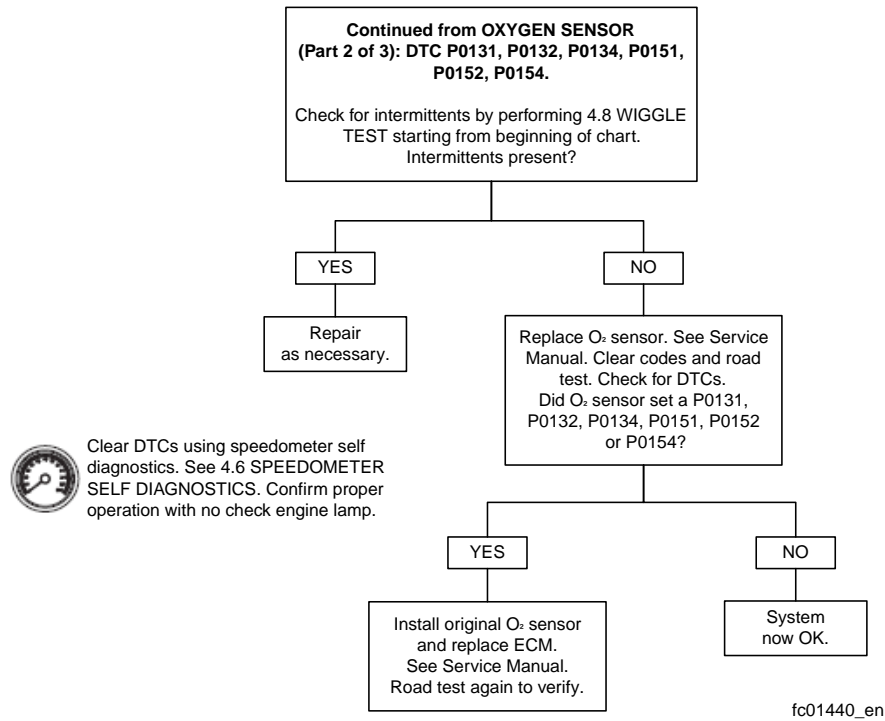 Continued from OXYGEN SENSOR
(Part 2 of 3): DTC P0131, P0132, P0134, P0151,
P0152, P0154.
Check for intermittents by performing 4.8 WIGGLE
TEST starting from beginning of chart.
Intermittents present?
YES
NO
Repair
as necessary.
Replace O₂ sensor. See Service
Manual. Clear codes and road
test. Check for DTCs.
Did O₂ sensor set a P0131,
P0132, P0134, P0151, P0152
or P0154?
Clear DTCs using speedometer self
diagnostics. See 4.6 SPEEDOMETER
SELF DIAGNOSTICS. Confirm proper
operation with no check engine lamp.
YES
NO
Install original O₂ sensor
and replace ECM.
See Service Manual.
Road test again to verify.
System
now OK.
fc01440_en